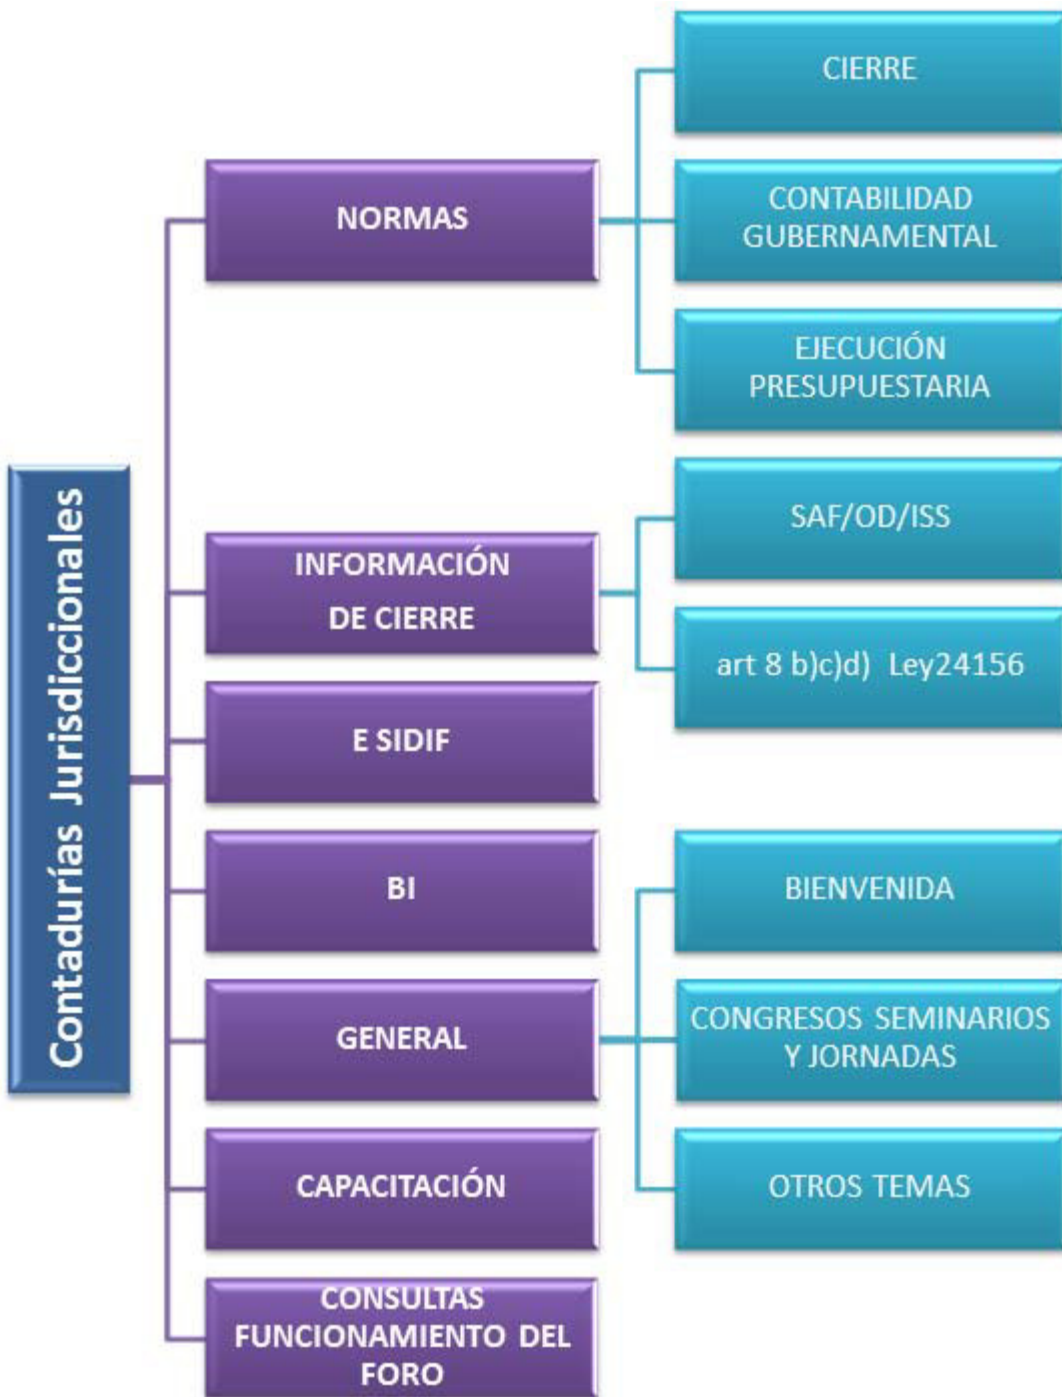 Contadurías Jurisdiccionales
NORMAS
CIERRE
CONTABILIDAD
GUBERNAMENTAL
EJECUCIÓN
PRESUPUESTARIA
INFORMACIÓN
DE CIERRE
SAF/OD/ISS
art 8 b)c)d) Ley24156
E SIDIF
BI
GENERAL
BIENVENIDA
CONGRESOS SEMINARIOS
Y JORNADAS
OTROS TEMAS
CAPACITACIÓN
CONSULTAS
FUNCIONAMIENTO DEL
FORO